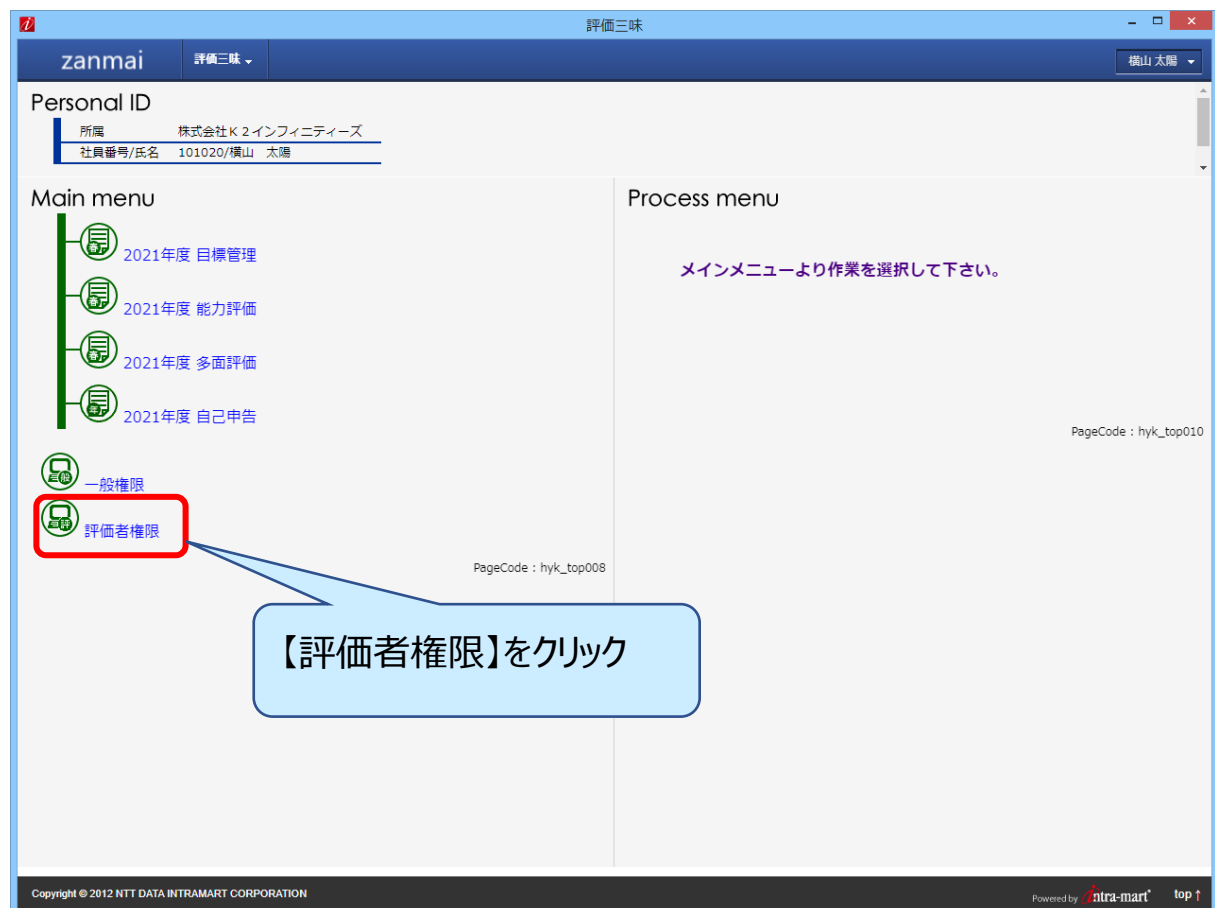 評価三昧
zanmai 評価三昧
横山 太陽
Personal ID
所属 株式会社K2インフィニティーズ
社員番号/氏名 101020/横山 太陽
Main menu
春
2021年度 目標管理
春
2021年度 能力評価
春
2021年度 多面評価
年
2021年度 自己申告
般
一般権限
評
評価者権限
PageCode : hyk_top008
【評価者権限】をクリック
Process menu
メインメニューより作業を選択して下さい。
PageCode : hyk_top010
Copyright © 2012 NTT DATA INTRAMART CORPORATION
Powered by intra-mart® top↑